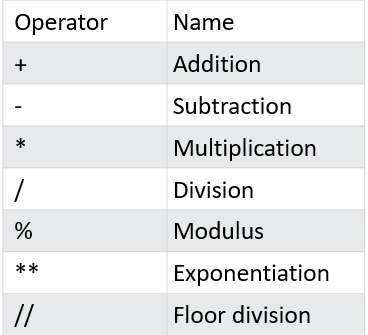 Operator Name
+ Addition
- Subtraction
* Multiplication
/ Division
% Modulus
** Exponentiation
// Floor division